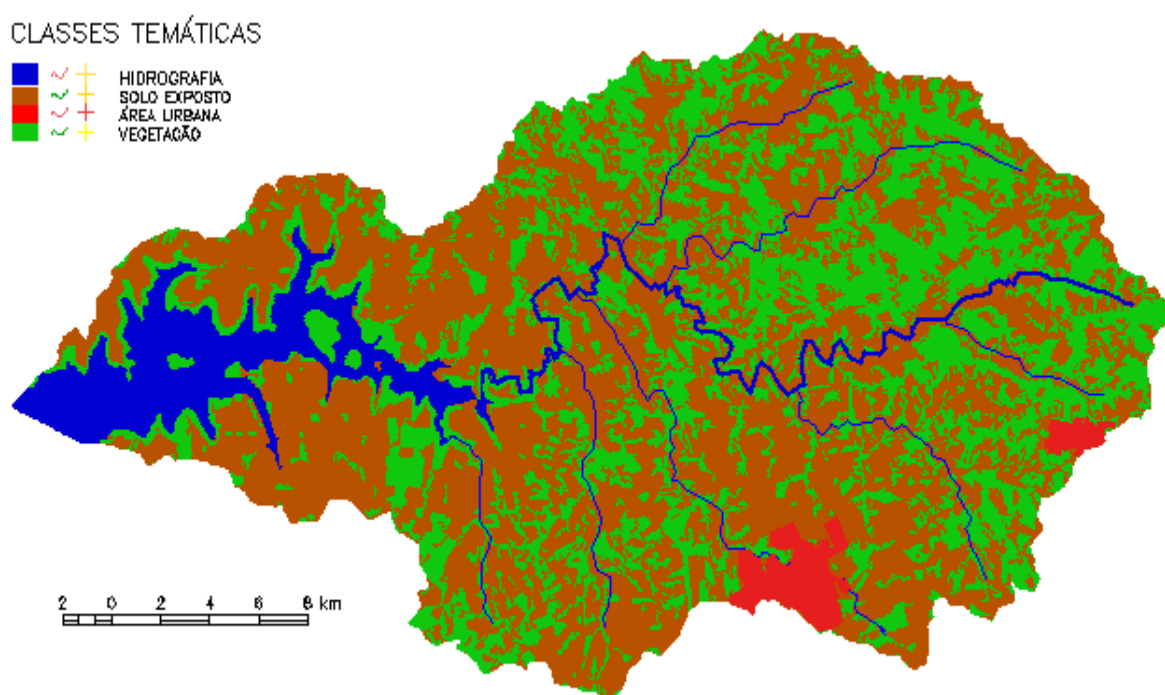 CLASSES TEMÁTICAS
HIDROGRAFIA
SOLO EXPOSTO
ÁREA URBANA
VEGETAÇÃO
2 0 2 4 6 8 km